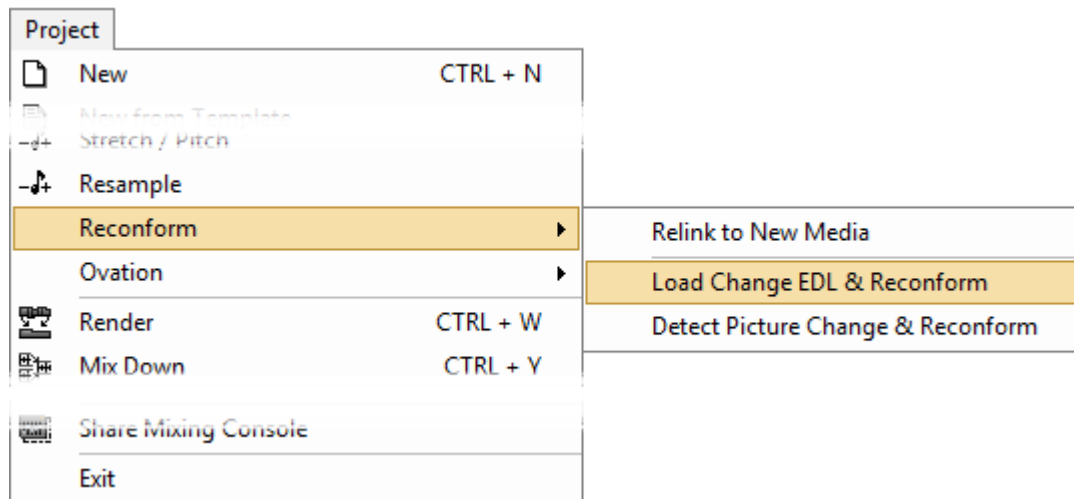 Project
New CTRL + N
New from Template
Stretch / Pitch
Resample
Reconform
Relink to New Media
Ovation
Load Change EDL & Reconform
Render CTRL + W
Detect Picture Change & Reconform
Mix Down CTRL + Y
Share Mixing Console
Exit